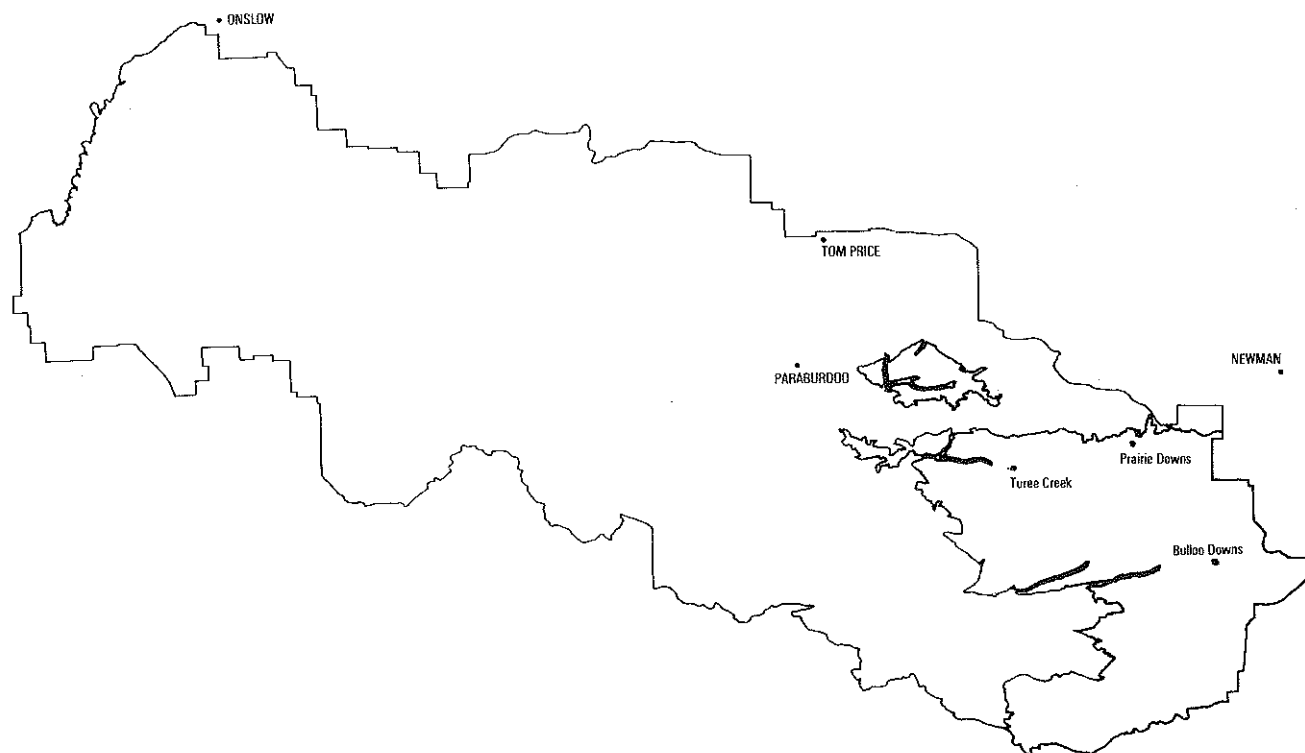 ONSLOW
TOM PRICE
PARABURDOO
NEWMAN
Prairie Downs
Turee Creek
Bulloo Downs